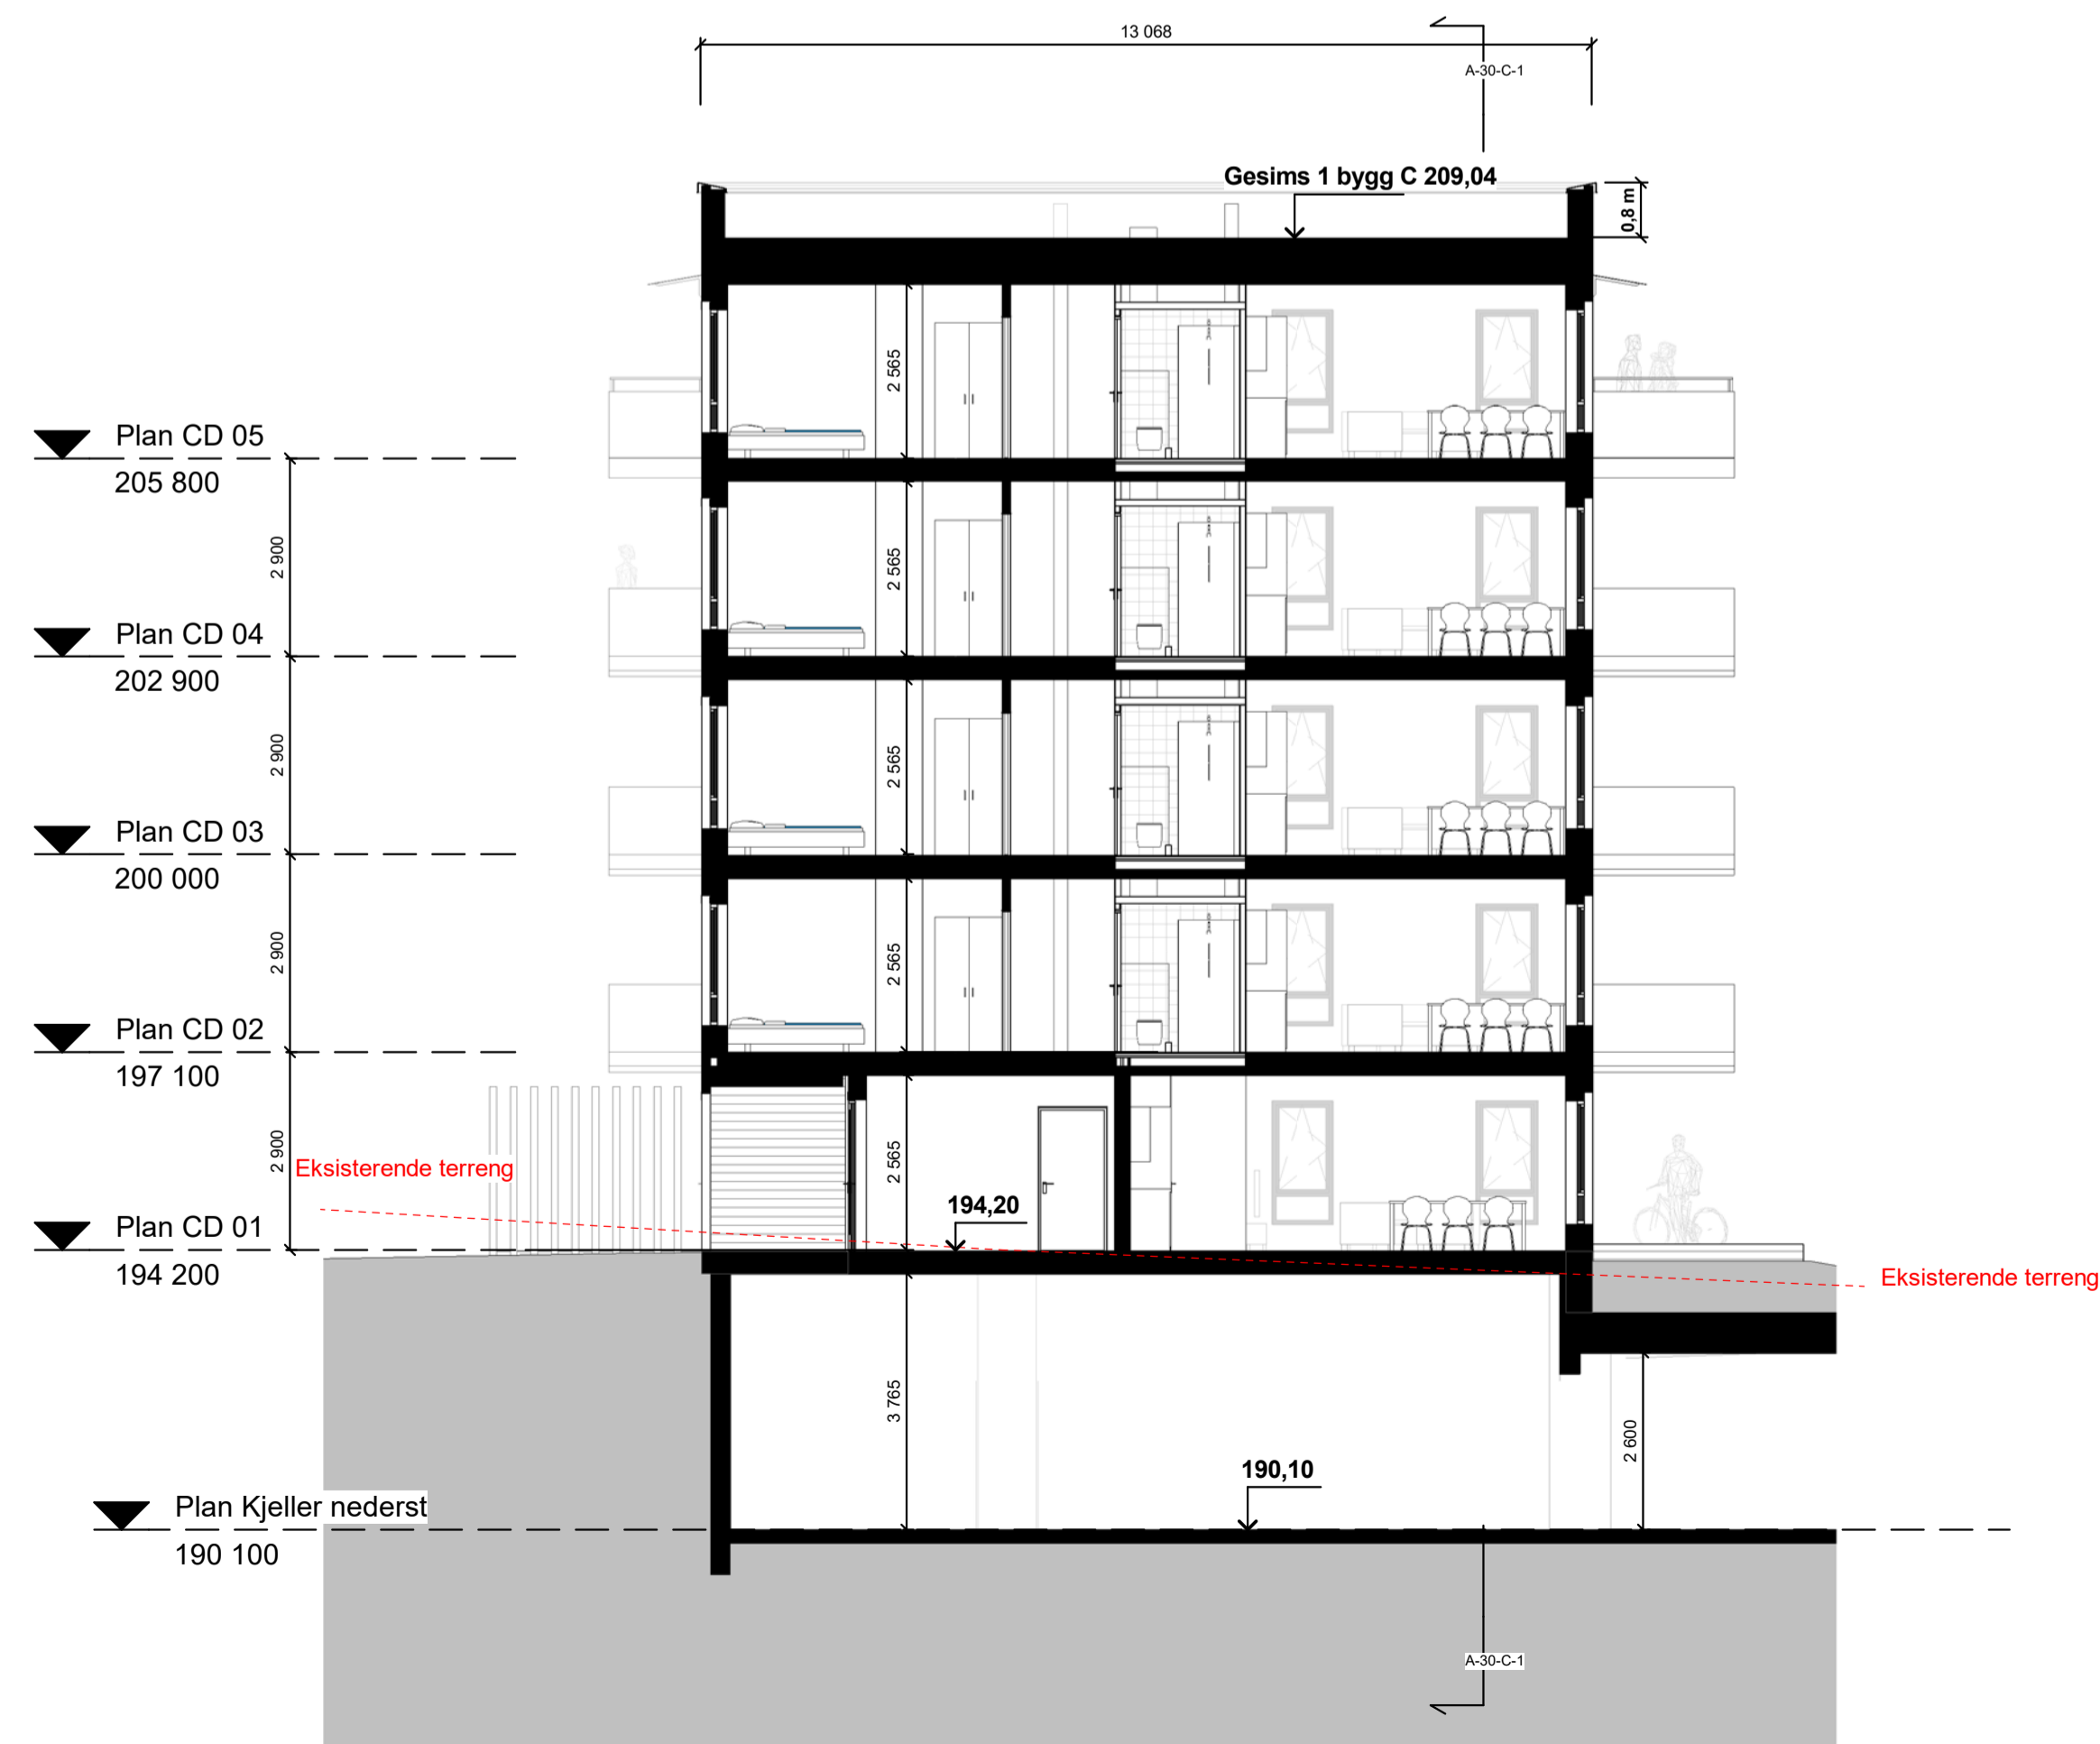 13 068
A-30-C-1
Gesims 1 bygg C 209,04
0,8 m
2 565
Plan CD 05
205 800
2 900
2 565
Plan CD 04
202 900
2 900
2 565
Plan CD 03
200 000
2 900
2 565
Plan CD 02
197 100
2 900
2 565
Eksisterende terreng
194,20
Plan CD 01
194 200
Eksisterende terreng
3 765
2 600
190,10
Plan Kjeller nederst
190 100
A-30-C-1